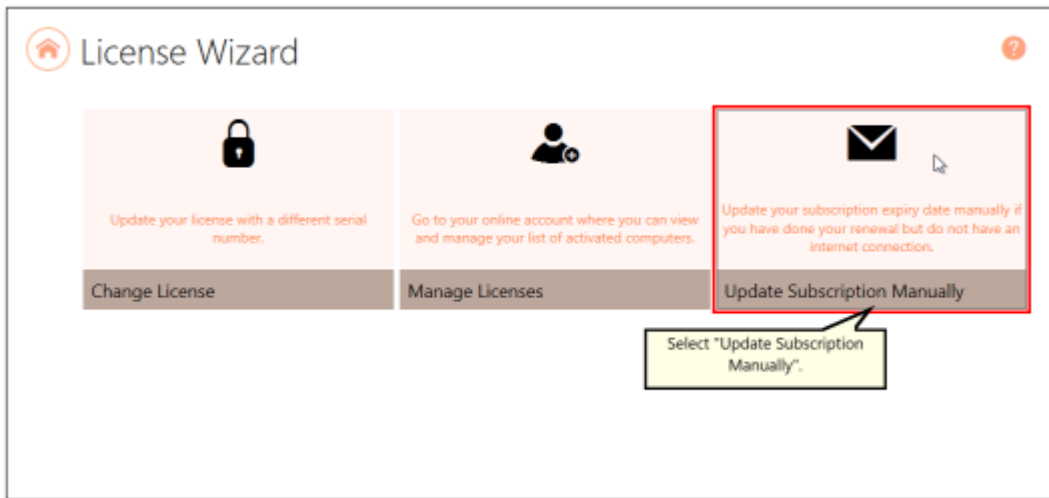 License Wizard
?
Update your license with a different serial
number.
Change License
Go to your online account where you can view
and manage your list of activated computers.
Manage Licenses
Update your subscription expiry date manually if
you have done your renewal but do not have an
internet connection.
Update Subscription Manually
Select "Update Subscription
Manually".